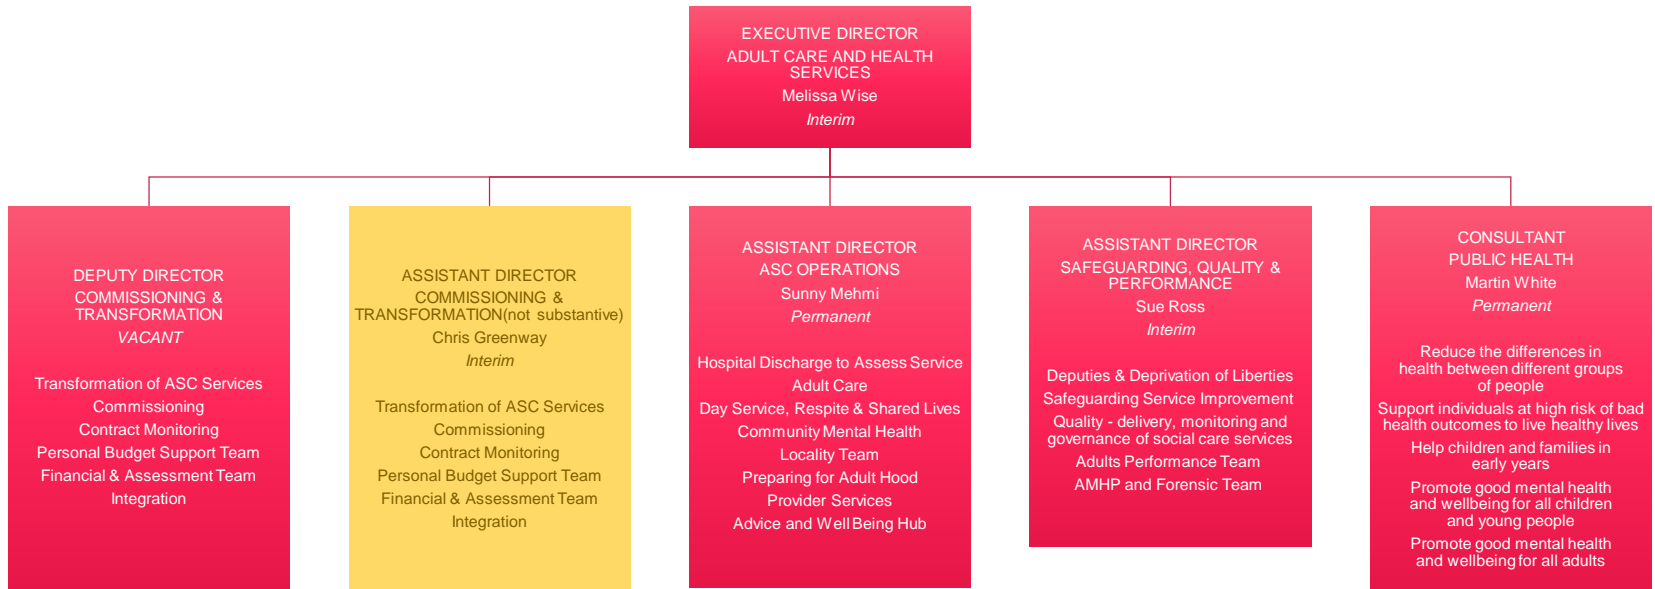 EXECUTIVE DIRECTOR
ADULT CARE AND HEALTH
SERVICES
Melissa Wise
Interim
DEPUTY DIRECTOR
COMMISSIONING &
TRANSFORMATION
VACANT
Transformation of ASC Services
Commissioning
Contract Monitoring
Personal Budget Support Team
Financial & Assessment Team
Integration
ASSISTANT DIRECTOR
COMMISSIONING &
TRANSFORMATION(not substantive)
Chris Greenway
Interim
Transformation of ASC Services
Commissioning
Contract Monitoring
Personal Budget Support Team
Financial & Assessment Team
Integration
ASSISTANT DIRECTOR
ASC OPERATIONS
Sunny Mehmi
Permanent
Hospital Discharge to Assess Service
Adult Care
Day Service, Respite & Shared Lives
Community Mental Health
Locality Team
Preparing for Adult Hood
Provider Services
Advice and Well Being Hub
ASSISTANT DIRECTOR
SAFEGUARDING, QUALITY &
PERFORMANCE
Sue Ross
Interim
Deputies & Deprivation of Liberties
Safeguarding Service Improvement
Quality - delivery, monitoring and
governance of social care services
Adults Performance Team
AMHP and Forensic Team
CONSULTANT
PUBLIC HEALTH
Martin White
Permanent
Reduce the differences in
health between different groups
of people
Support individuals at high risk of bad
health outcomes to live healthy lives
Help children and families in
early years
Promote good mental health
and wellbeing for all children
and young people
Promote good mental health
and wellbeing for all adults